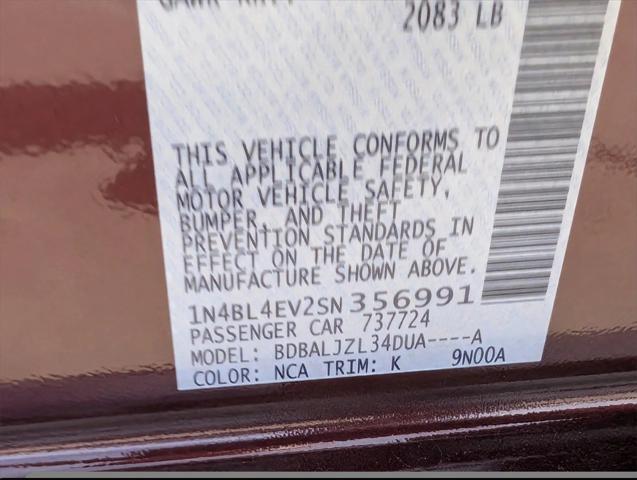 2083 LB
THIS VEHICLE CONFORMS TO
ALL APPLICABLE FEDERAL
MOTOR VEHICLE SAFETY,
BUMPER, AND THEFT
PREVENTION STANDARDS IN
EFFECT ON THE DATE OF
MANUFACTURE SHOWN ABOVE.
1N4BL4EV2SN356991
PASSENGER CAR 737724
MODEL: BDBALJZL34DUA----A
COLOR: NCA TRIM: K 9N00A